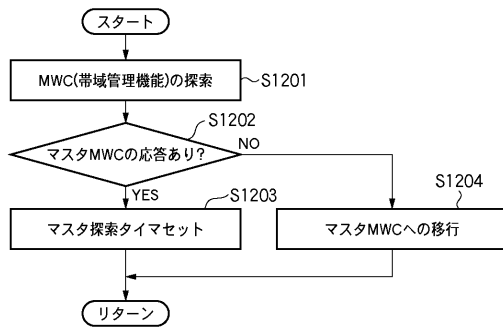 スタート
MWC(帯域管理機能)の探索
S1201
S1202
マスタMWCの応答あり?
NO
YES
S1203
S1204
マスタ探索タイマセット
マスタMWCへの移行
リターン